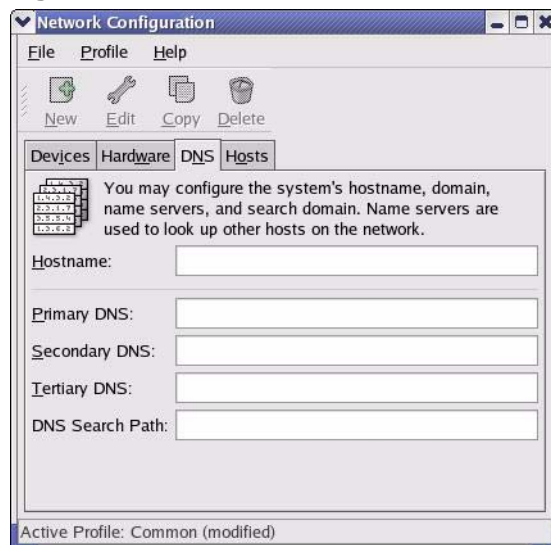 Network Configuration
File Profile Help
New Edit Copy Delete
Devices Hardware DNS Hosts
You may configure the system's hostname, domain,
name servers, and search domain. Name servers are
used to look up other hosts on the network.
Hostname:
Primary DNS:
Secondary DNS:
Tertiary DNS:
DNS Search Path:
Active Profile: Common (modified)